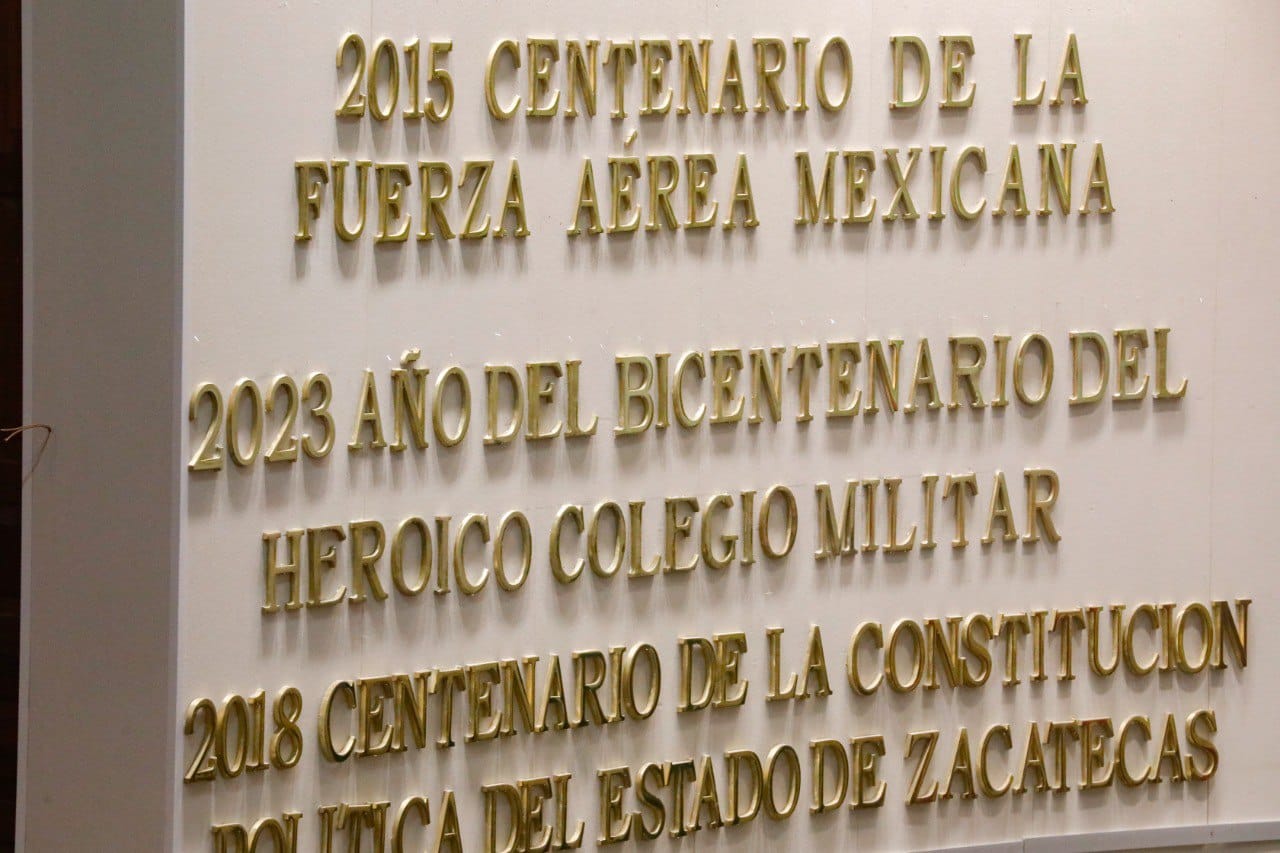 2015 CENTENARIO DE LA
FUERZA AÉREA MEXICANA
2023 AÑO DEL BICENTENARIO DEL
HEROICO COLEGIO MILITAR
2018 CENTENARIO DE LA CONSTITUCION
POLITICA DEL ESTADO DE ZACATECAS